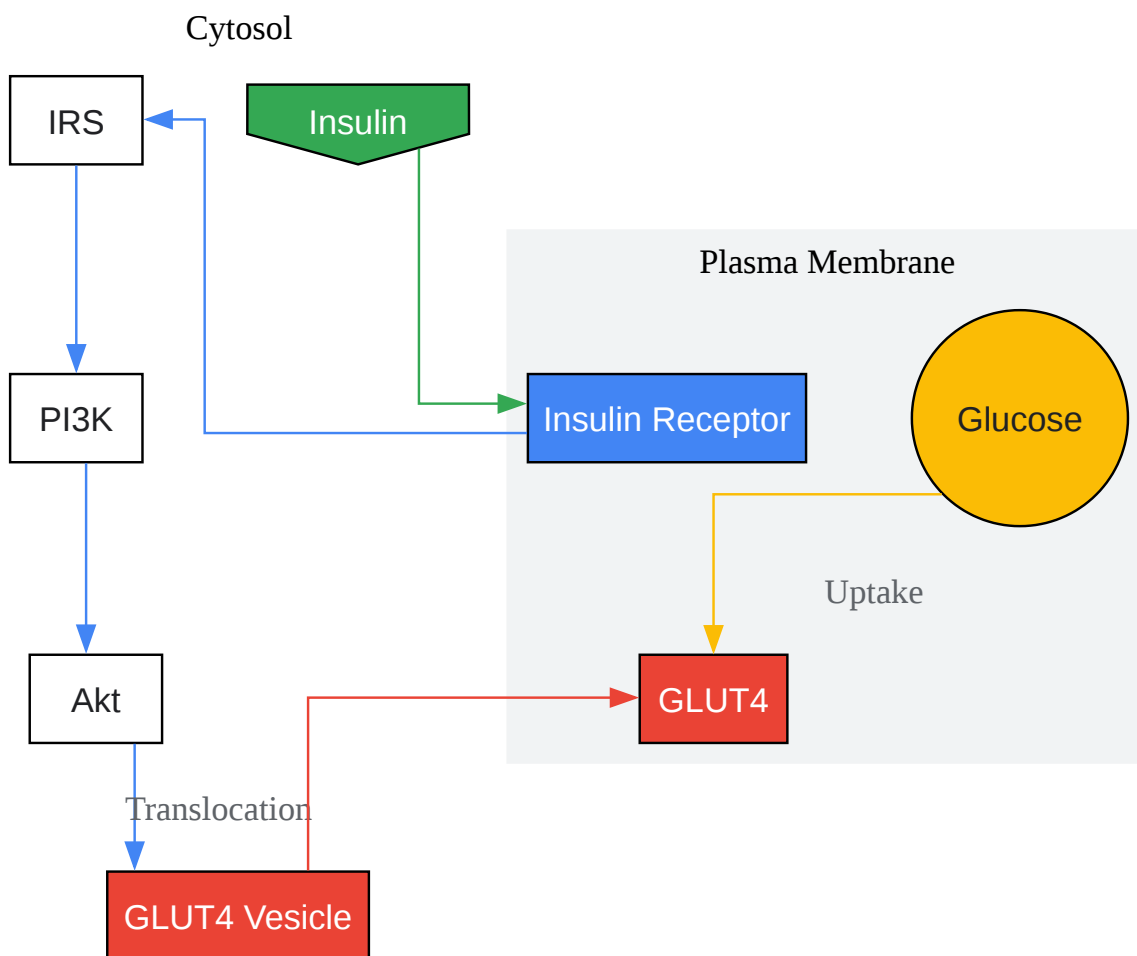 Cytosol
IRS
Insulin
Plasma Membrane
PI3K
Insulin Receptor
Glucose
Uptake
Akt
GLUT4
Translocation
GLUT4 Vesicle